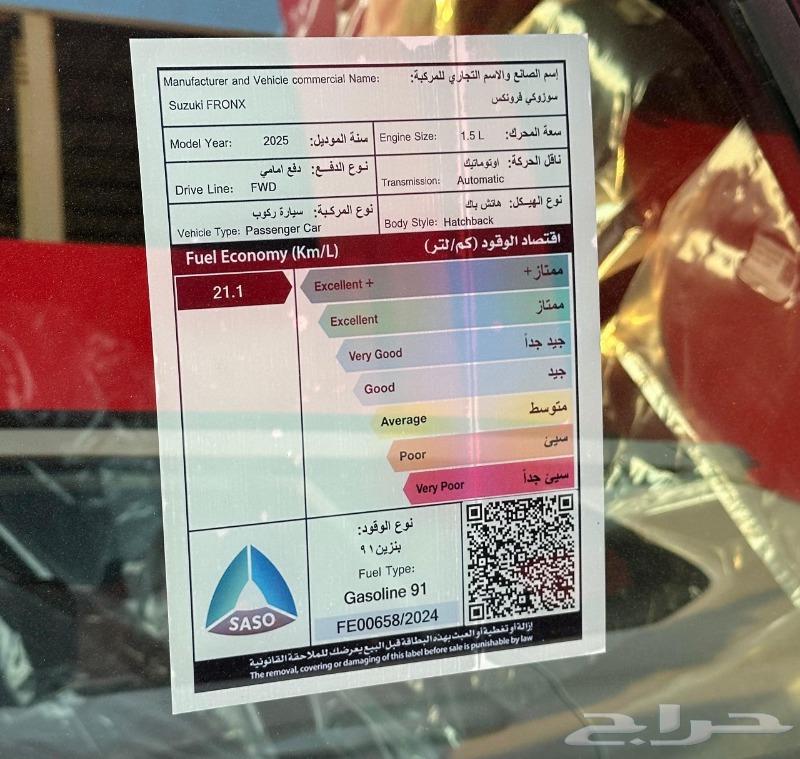 Manufacturer and Vehicle commercial Name: إسم الصانع والاسم التجاري للمركبة:
Suzuki FRONX سوزوكي فرونكس
Model Year: 2025 سنة الموديل:
Engine Size: 1.5 L سعة المحرك:
نوع الدفـع: دفع امامي
Drive Line: FWD
ناقل الحركة: اوتوماتيك
Transmission: Automatic
نوع المركبة: سيارة ركوب
Vehicle Type: Passenger Car
نوع الهيكل: هاتش باك
Body Style: Hatchback
Fuel Economy (Km/L) اقتصاد الوقود (كم/لتر)
21.1
Excellent + ممتاز+
Excellent ممتاز
Very Good جيد جداً
Good جيد
Average متوسط
Poor سيئ
Very Poor سيئ جداً
SASO
نوع الوقود:
بنزين ٩١
Fuel Type:
Gasoline 91
FE00658/2024
إزالة أو تغطية أو العبث بهذه البطاقة قبل البيع يعرضك للملاحقة القانونية
The removal, covering or damaging of this label before sale is punishable by law
حراج